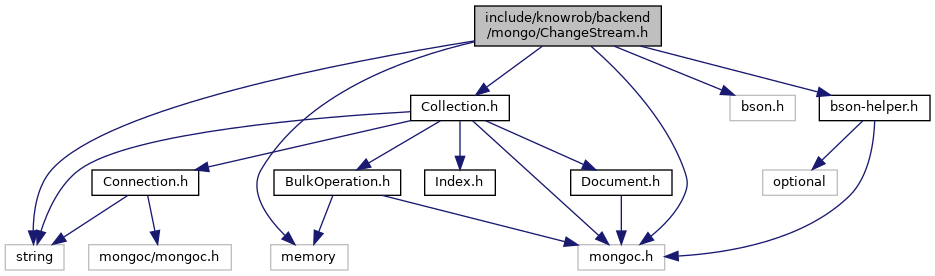 include/knowrob/backend
/mongo/ChangeStream.h
Collection.h
bson.h
bson-helper.h
Connection.h
BulkOperation.h
Index.h
Document.h
optional
string
mongoc/mongoc.h
memory
mongoc.h